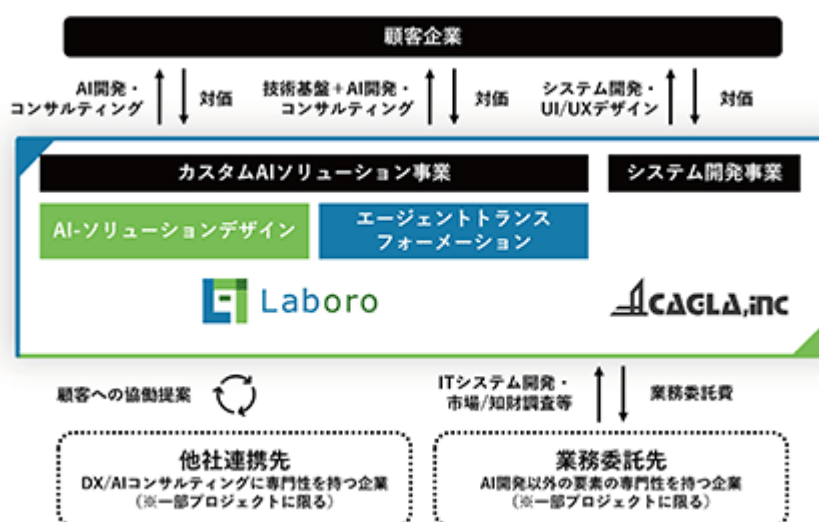 顧客企業
AI開発・
コンサルティング
対価
技術基盤＋AI開発・
コンサルティング
対価
システム開発・
UI/UXデザイン
対価
カスタムAIソリューション事業
システム開発事業
AI-ソリューションデザイン
エージェントトランス
フォーメーション
Laboro
CAGLA,inc
顧客への協働提案
ITシステム開発・
市場/知財調査等
業務委託費
他社連携先
DX/AIコンサルティングに専門性を持つ企業
（※一部プロジェクトに限る）
業務委託先
AI開発以外の要素の専門性を持つ企業
（※一部プロジェクトに限る）